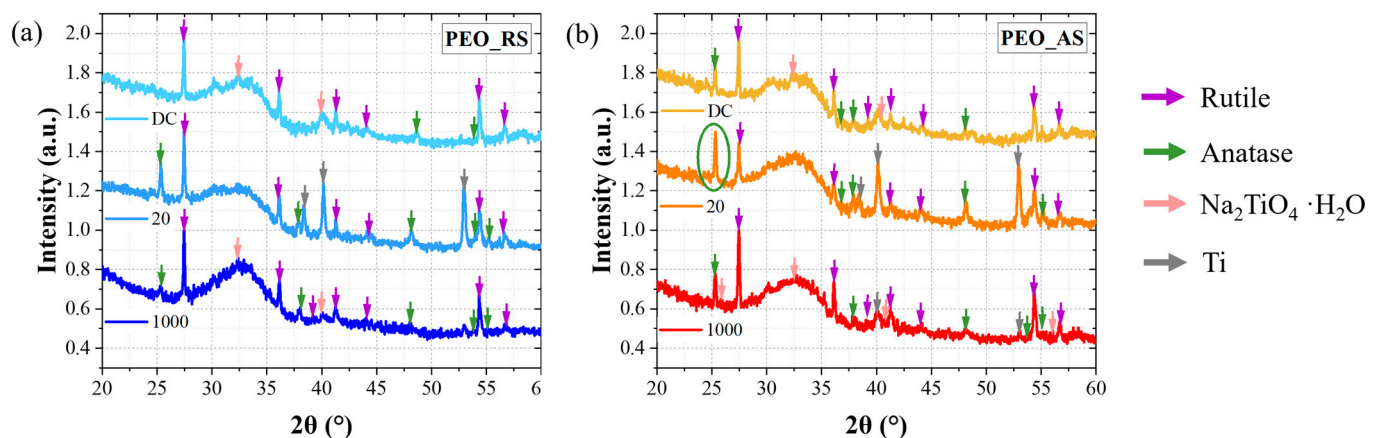 (a)
PEO_RS
2.0
1.8
1.6
1.4
1.2
1.0
0.8
0.6
0.4
Intensity (a.u.)
DC
20
1000
20 25 30 35 40 45 50 55 60
2θ (°)
(b)
PEO_AS
2.0
1.8
1.6
1.4
1.2
1.0
0.8
0.6
0.4
Intensity (a.u.)
DC
20
1000
20 25 30 35 40 45 50 55 60
2θ (°)
Rutile
Anatase
Na₂TiO₄ ·H₂O
Ti